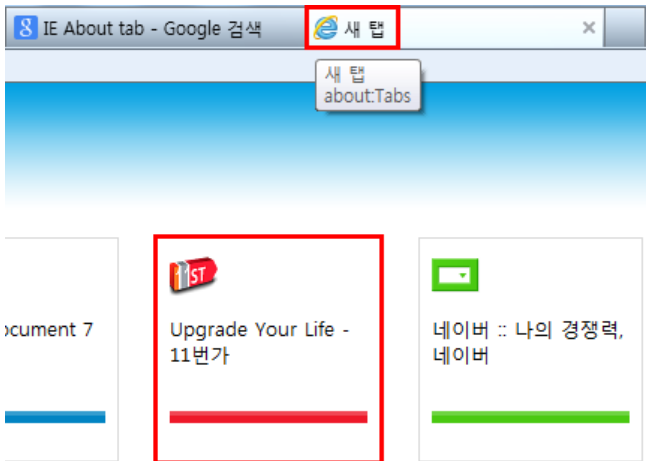 IE About tab - Google 검색
새 탭
새 탭
about:Tabs
ocument 7
11ST
Upgrade Your Life -
11번가
네이버 :: 나의 경쟁력,
네이버